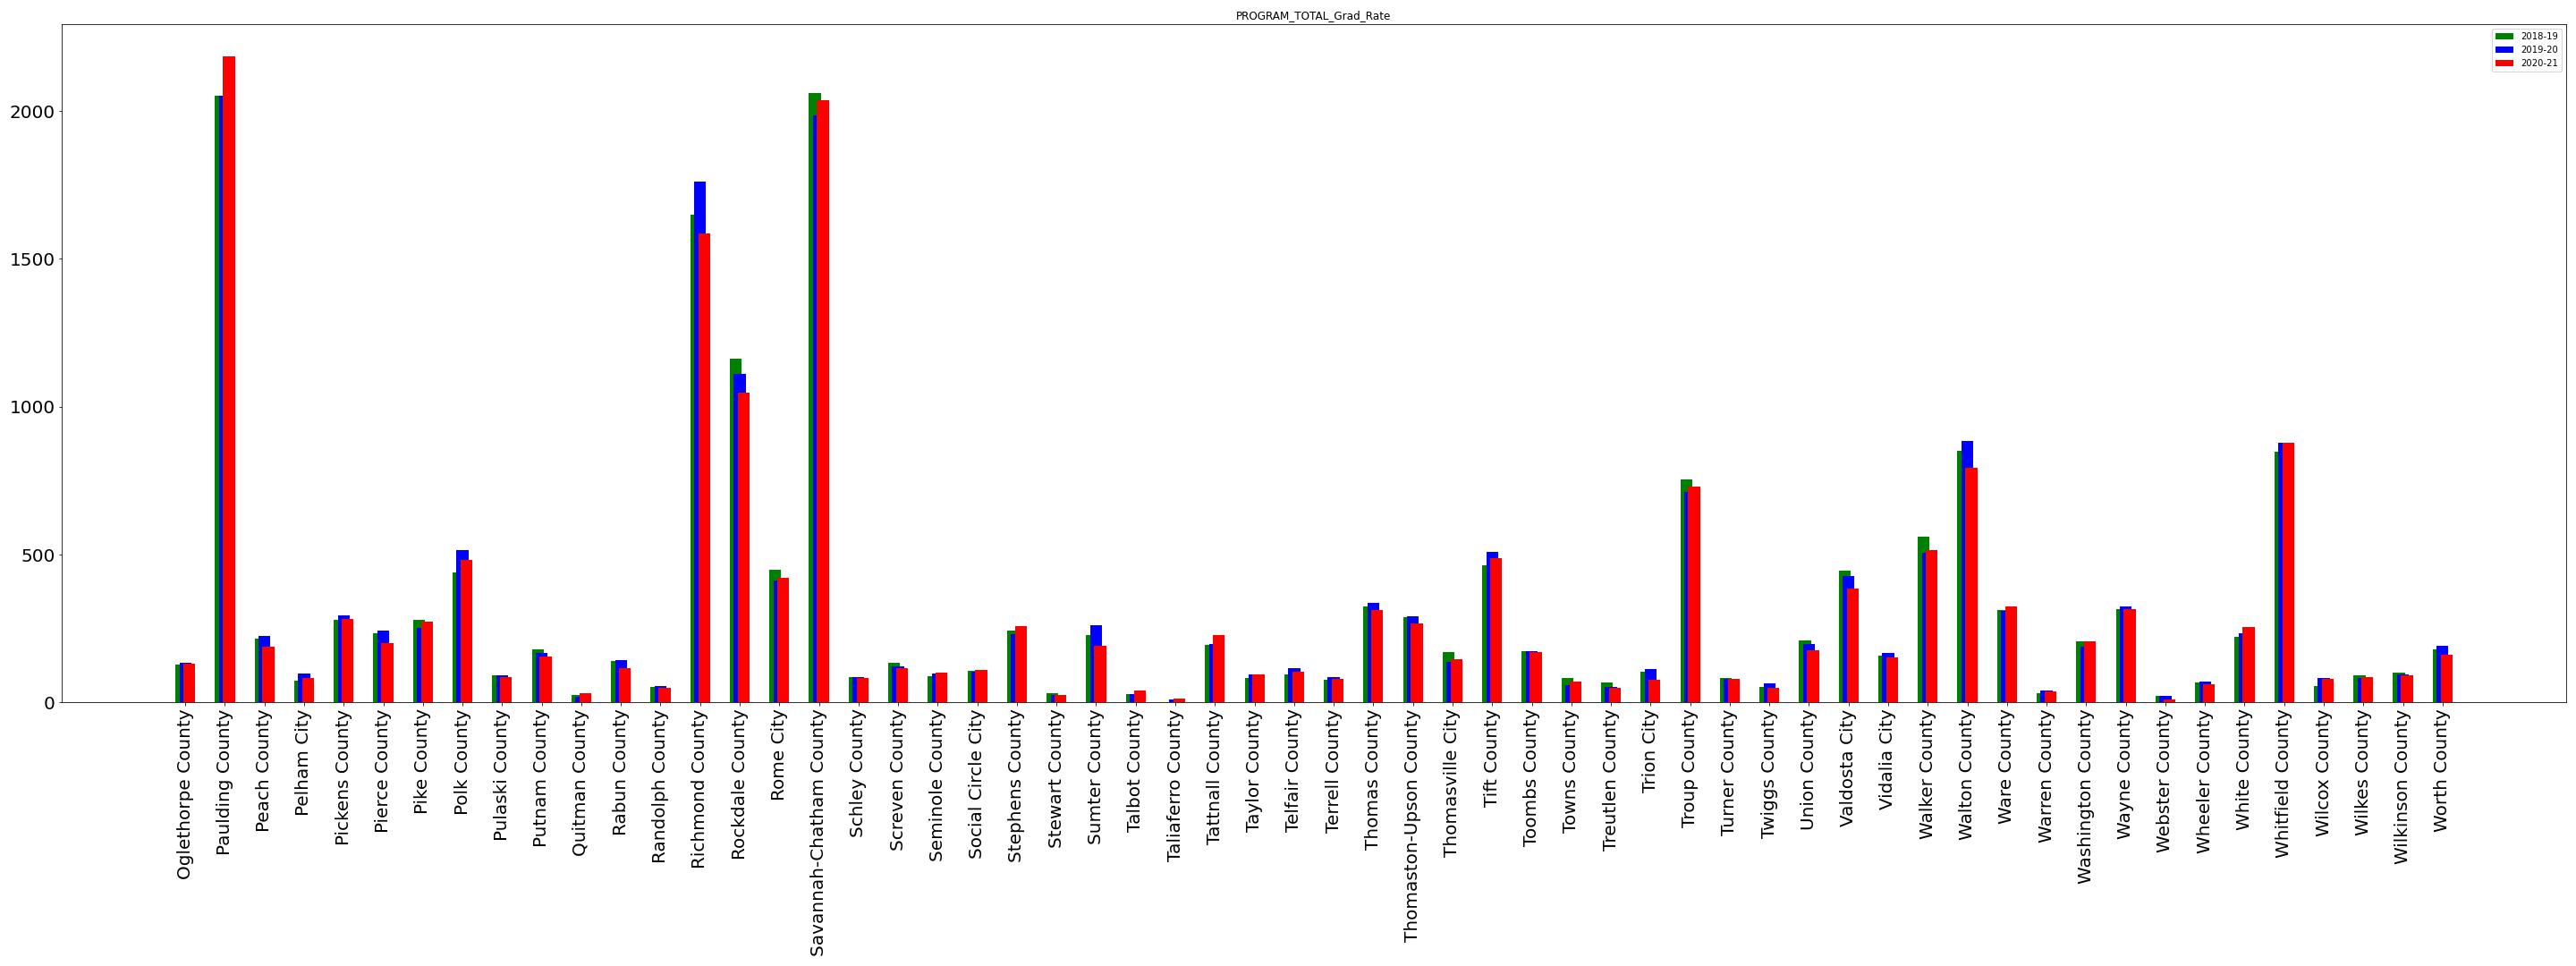 PROGRAM_TOTAL_Grad_Rate
2018-19
2019-20
2020-21
2000
1500
1000
500
0
Oglethorpe County
Paulding County
Peach County
Pelham City
Pickens County
Pierce County
Pike County
Polk County
Pulaski County
Putnam County
Quitman County
Rabun County
Randolph County
Richmond County
Rockdale County
Rome City
Savannah-Chatham County
Schley County
Screven County
Seminole County
Social Circle City
Stephens County
Stewart County
Sumter County
Talbot County
Taliaferro County
Tattnall County
Taylor County
Telfair County
Terrell County
Thomas County
Thomaston-Upson County
Thomasville City
Tift County
Toombs County
Towns County
Treutlen County
Trion City
Troup County
Turner County
Twiggs County
Union County
Valdosta City
Vidalia City
Walker County
Walton County
Ware County
Warren County
Washington County
Wayne County
Webster County
Wheeler County
White County
Whitfield County
Wilcox County
Wilkes County
Wilkinson County
Worth County